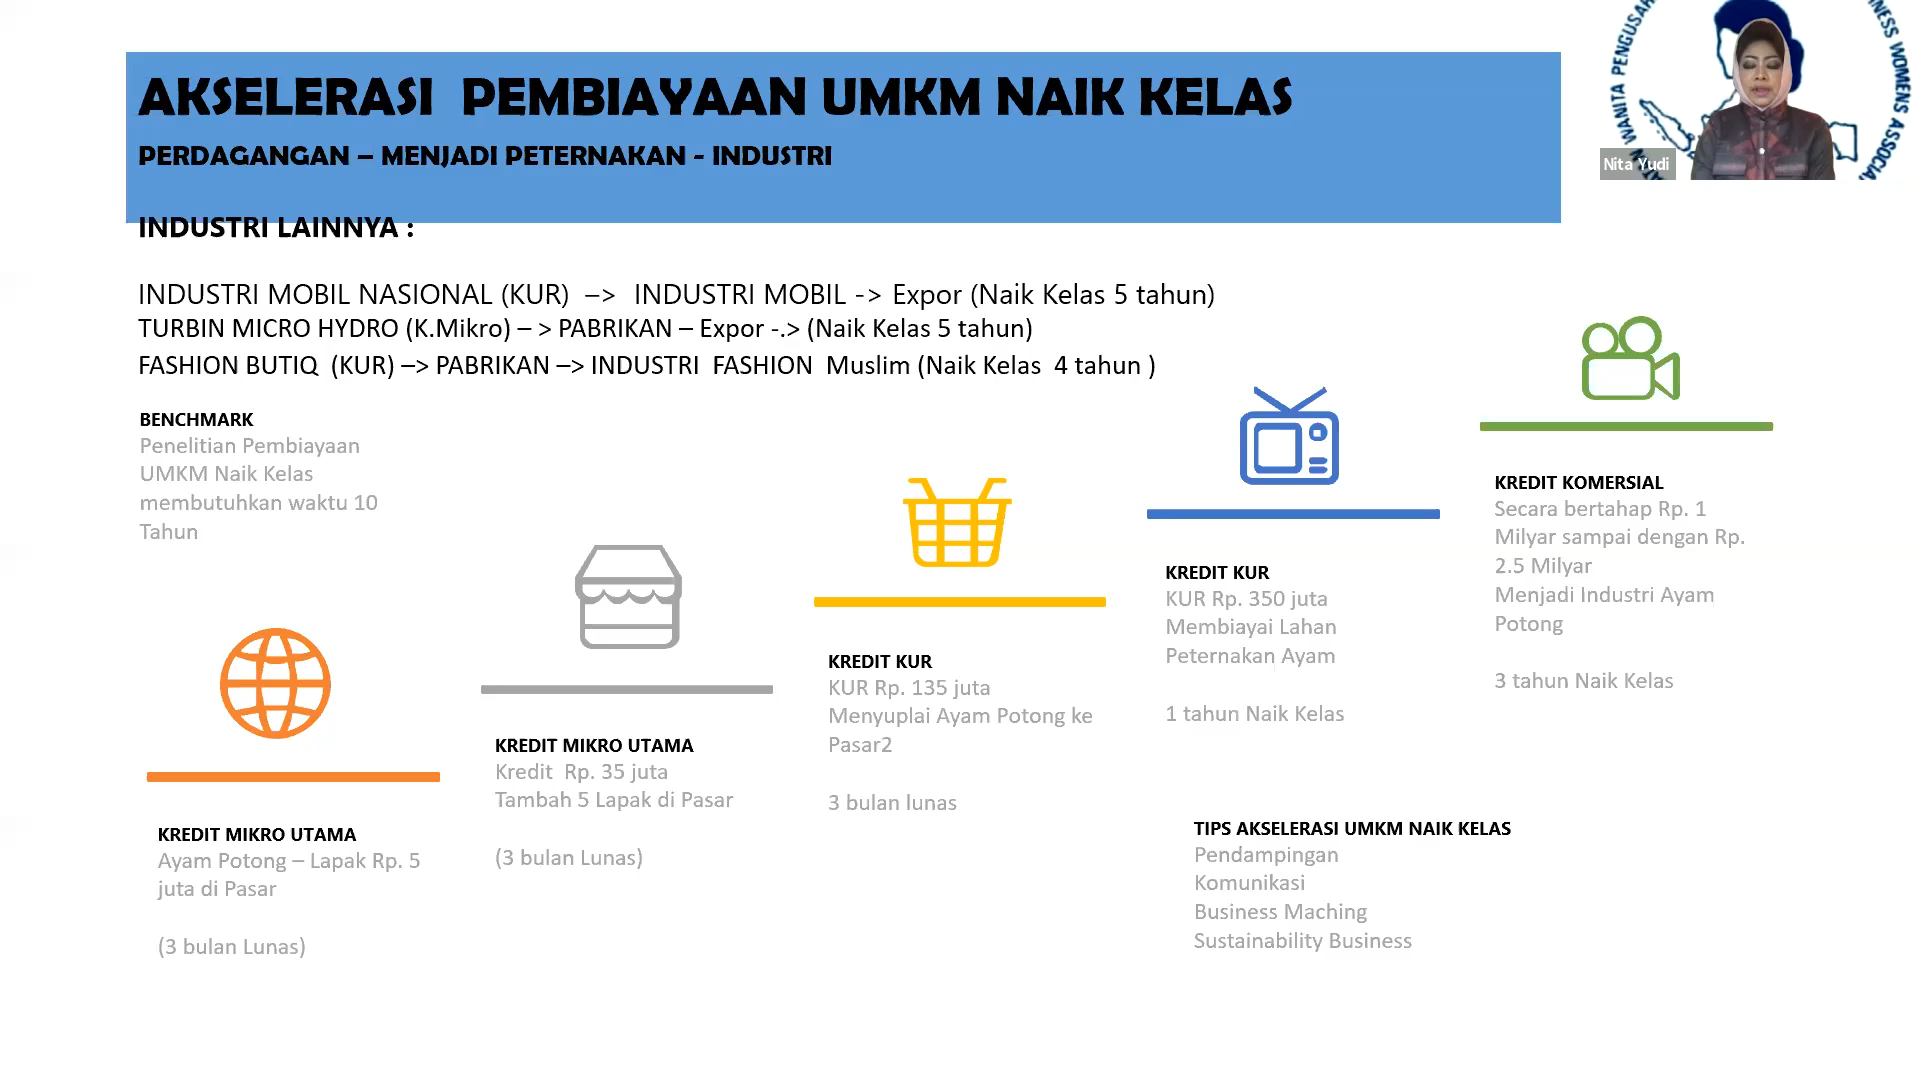 AKSELERASI PEMBIAYAAN UMKM NAIK KELAS
PERDAGANGAN – MENJADI PETERNAKAN - INDUSTRI
INDUSTRI LAINNYA :
INDUSTRI MOBIL NASIONAL (KUR) –> INDUSTRI MOBIL -> Expor (Naik Kelas 5 tahun)
TURBIN MICRO HYDRO (K.Mikro) – > PABRIKAN – Expor -.> (Naik Kelas 5 tahun)
FASHION BUTIQ (KUR) –> PABRIKAN –> INDUSTRI FASHION Muslim (Naik Kelas 4 tahun )
BENCHMARK
Penelitian Pembiayaan
UMKM Naik Kelas
membutuhkan waktu 10
Tahun
KREDIT MIKRO UTAMA
Ayam Potong – Lapak Rp. 5
juta di Pasar
(3 bulan Lunas)
KREDIT MIKRO UTAMA
Kredit Rp. 35 juta
Tambah 5 Lapak di Pasar
(3 bulan Lunas)
KREDIT KUR
KUR Rp. 135 juta
Menyuplai Ayam Potong ke
Pasar2
3 bulan lunas
KREDIT KUR
KUR Rp. 350 juta
Membiayai Lahan
Peternakan Ayam
1 tahun Naik Kelas
KREDIT KOMERSIAL
Secara bertahap Rp. 1
Milyar sampai dengan Rp.
2.5 Milyar
Menjadi Industri Ayam
Potong
3 tahun Naik Kelas
TIPS AKSELERASI UMKM NAIK KELAS
Pendampingan
Komunikasi
Business Maching
Sustainability Business
Nita Yudi
WANITA PENGUSA
WOMENS